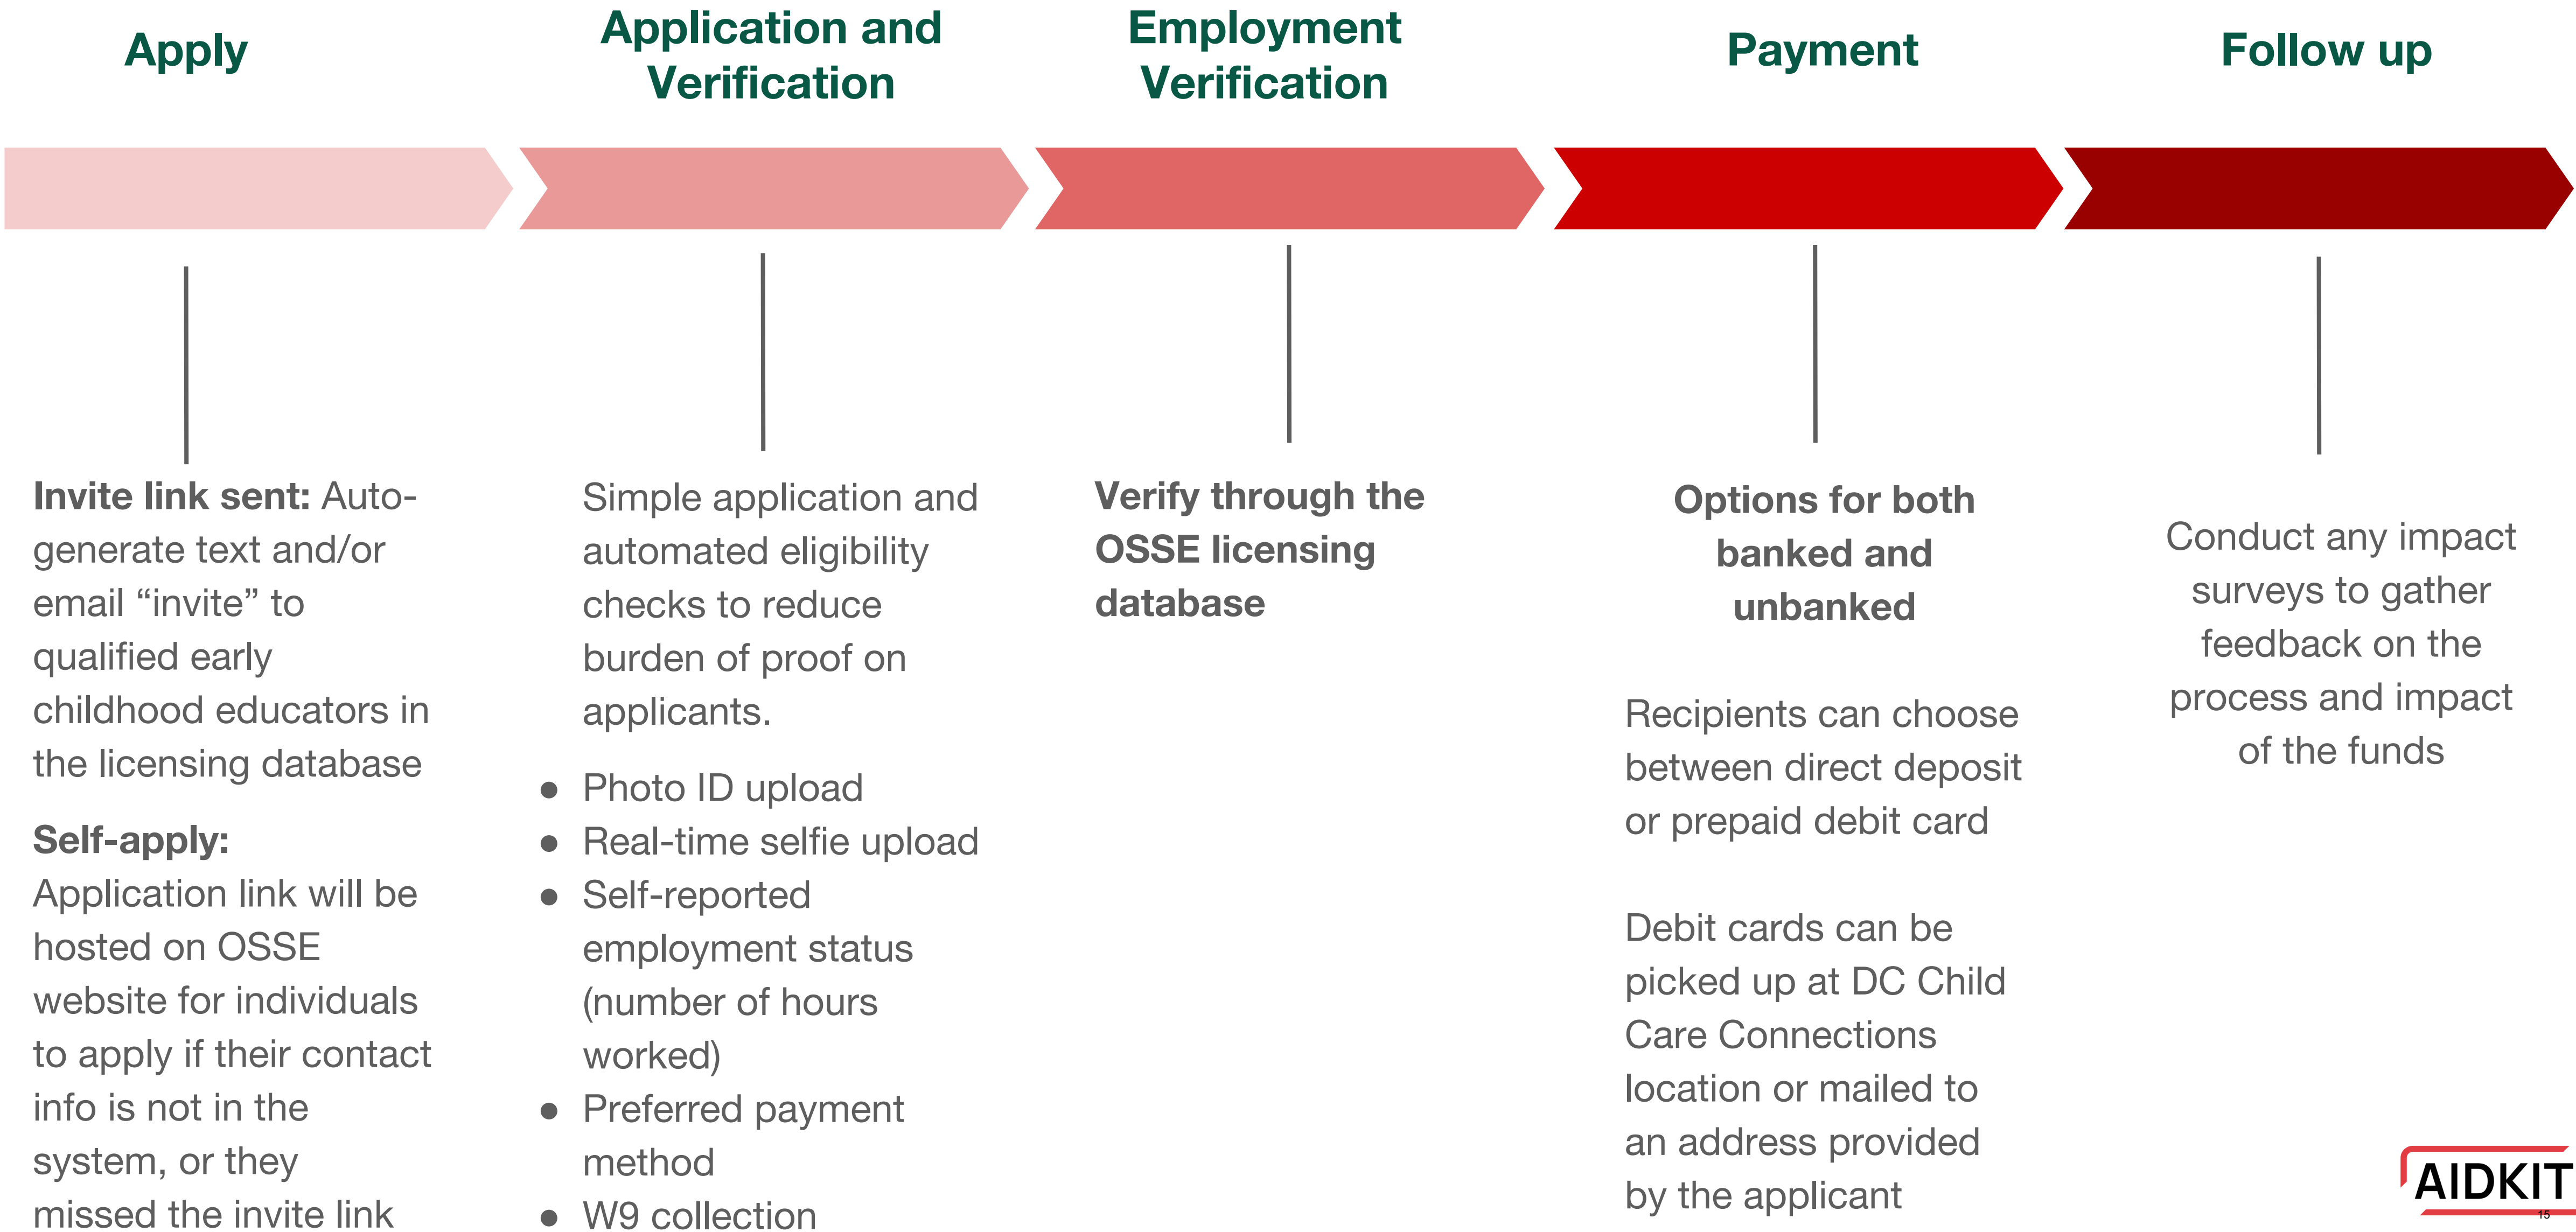 Apply
Application and
Verification
Employment
Verification
Payment
Follow up
Invite link sent: Auto-
generate text and/or
email “invite” to
qualified early
childhood educators in
the licensing database
Self-apply:
Application link will be
hosted on OSSE
website for individuals
to apply if their contact
info is not in the
system, or they
missed the invite link
Simple application and
automated eligibility
checks to reduce
burden of proof on
applicants.
● Photo ID upload
● Real-time selfie upload
● Self-reported
employment status
(number of hours
worked)
● Preferred payment
method
● W9 collection
Verify through the
OSSE licensing
database
Options for both
banked and
unbanked
Recipients can choose
between direct deposit
or prepaid debit card
Debit cards can be
picked up at DC Child
Care Connections
location or mailed to
an address provided
by the applicant
Conduct any impact
surveys to gather
feedback on the
process and impact
of the funds
AIDKIT
15